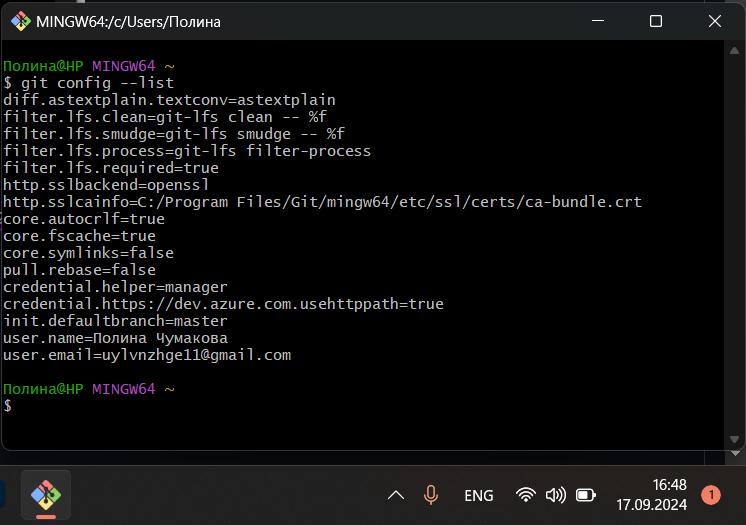 MINGW64:/c/Users/Полина
Полина@HP MINGW64 ~
$ git config --list
diff.astextplain.textconv=astextplain
filter.lfs.clean=git-lfs clean -- %f
filter.lfs.smudge=git-lfs smudge -- %f
filter.lfs.process=git-lfs filter-process
filter.lfs.required=true
http.sslbackend=openssl
http.sslcainfo=C:/Program Files/Git/mingw64/etc/ssl/certs/ca-bundle.crt
core.autocrlf=true
core.fscache=true
core.symlinks=false
pull.rebase=false
credential.helper=manager
credential.https://dev.azure.com.usehttppath=true
init.defaultbranch=master
user.name=Полина Чумакова
user.email=uylvnzhge11@gmail.com
Полина@HP MINGW64 ~
$
ENG
16:48
17.09.2024
1